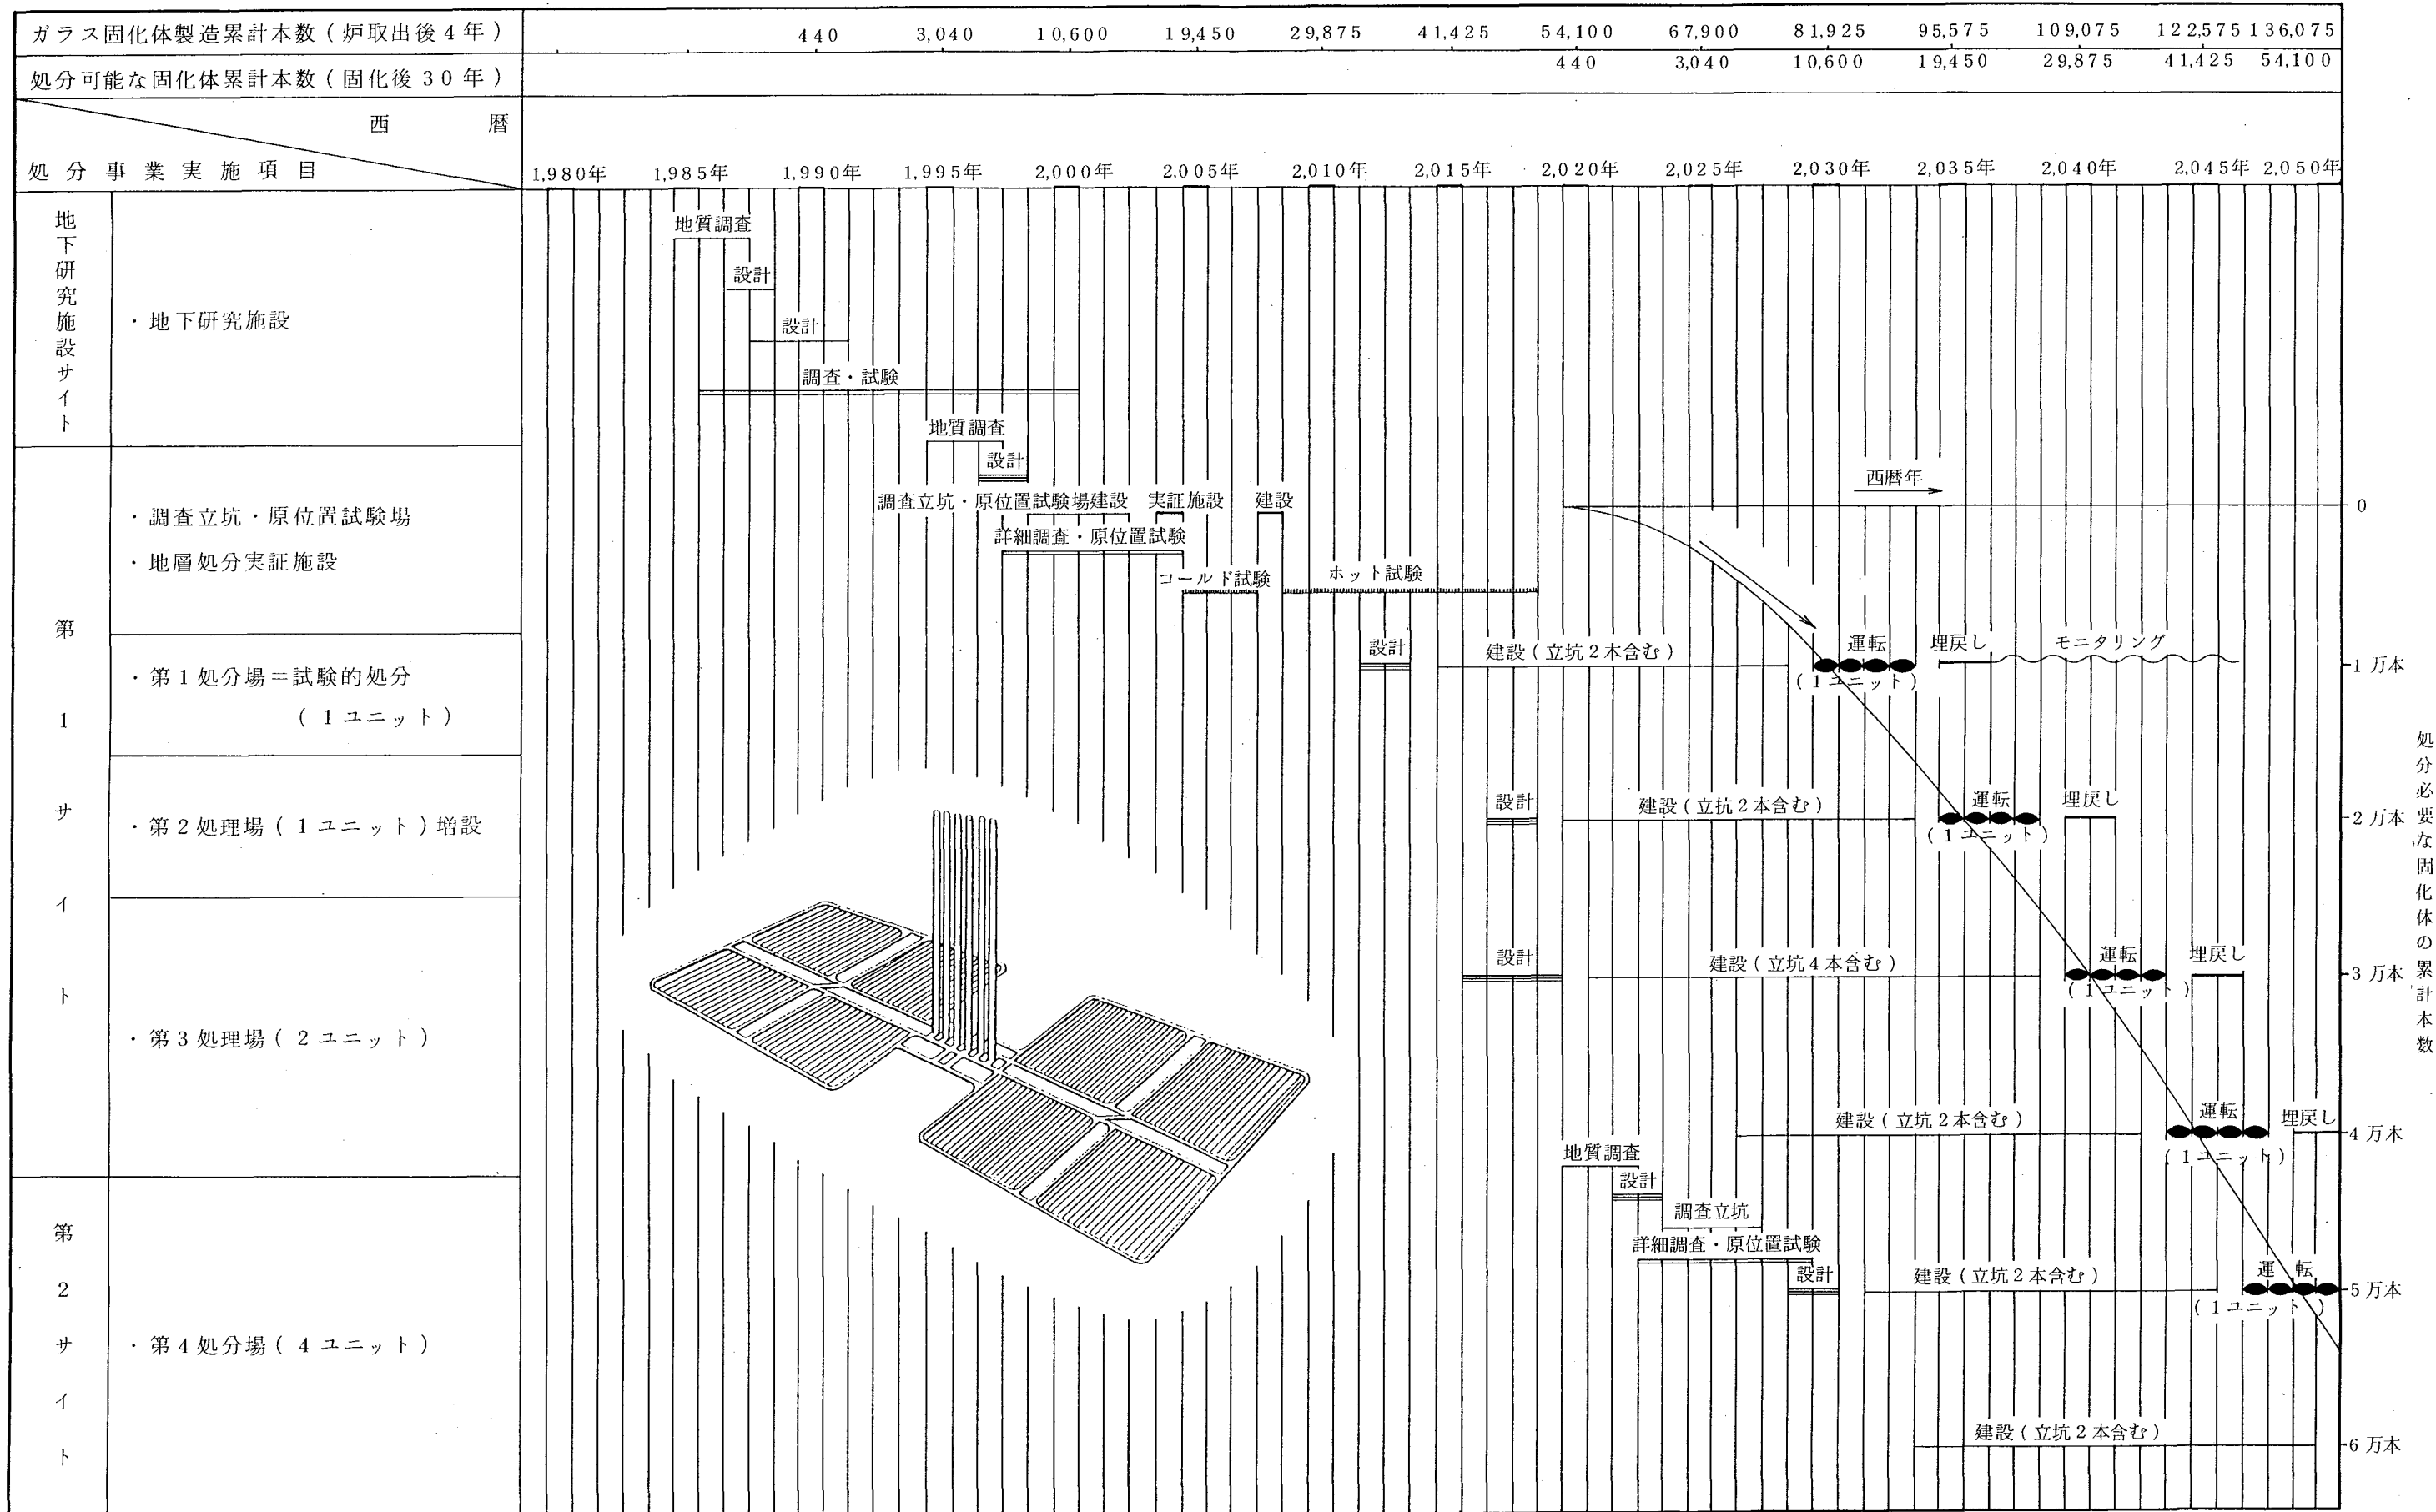 ガラス固化体製造累計本数(炉取出後4年) 440 3,040 10,600 19,450 29,875 41,425 54,100 67,900 81,925 95,575 109,075 122,575 136,075
処分可能な固化体累計本数(固化後30年) 440 3,040 10,600 19,450 29,875 41,425 54,100
西暦
処分事業実施項目
1,980年 1,985年 1,990年 1,995年 2,000年 2,005年 2,010年 2,015年 2,020年 2,025年 2,030年 2,035年 2,040年 2,045年 2,050年
地下研究施設サイト
・地下研究施設
地質調査
設計
設計
調査・試験
第1サイト
・調査立坑・原位置試験場
・地層処分実証施設
地質調査
設計
調査立坑・原位置試験場建設 実証施設 建設
詳細調査・原位置試験
コールド試験 ホット試験
西暦年
0
・第1処分場=試験的処分
(1ユニット)
設計 建設(立坑2本含む) 運転 埋戻し モニタリング
(1ユニット)
1万本
・第2処理場(1ユニット)増設
設計 建設(立抗2本含む) 運転 埋戻し
(1ユニット)
2万本
・第3処理場(2ユニット)
設計 建設(立坑4本含む) 運転 埋戻し
(1ユニット)
3万本
建設(立坑2本含む) 運転 埋戻し
(1ユニット)
4万本
第2サイト
・第4処分場(4ユニット)
地質調査
設計
調査立坑
詳細調査・原位置試験
設計 建設(立坑2本含む) 運転
(1ユニット)
5万本
建設(立坑2本含む)
6万本
処分必要な固化体の累計本数